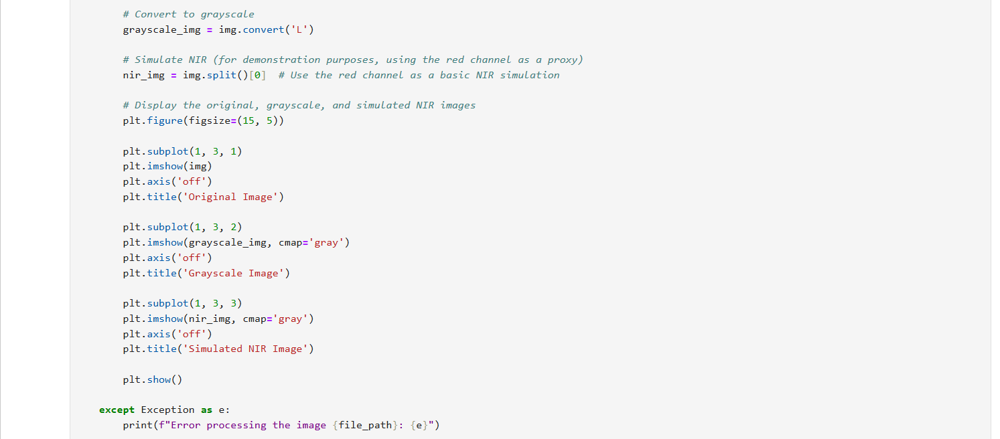 # Convert to grayscale
grayscale_img = img.convert('L')
# Simulate NIR (for demonstration purposes, using the red channel as a proxy)
nir_img = img.split()[0]  # Use the red channel as a basic NIR simulation
# Display the original, grayscale, and simulated NIR images
plt.figure(figsize=(15, 5))
plt.subplot(1, 3, 1)
plt.imshow(img)
plt.axis('off')
plt.title('Original Image')
plt.subplot(1, 3, 2)
plt.imshow(grayscale_img, cmap='gray')
plt.axis('off')
plt.title('Grayscale Image')
plt.subplot(1, 3, 3)
plt.imshow(nir_img, cmap='gray')
plt.axis('off')
plt.title('Simulated NIR Image')
plt.show()
except Exception as e:
print(f"Error processing the image {file_path}: {e}")